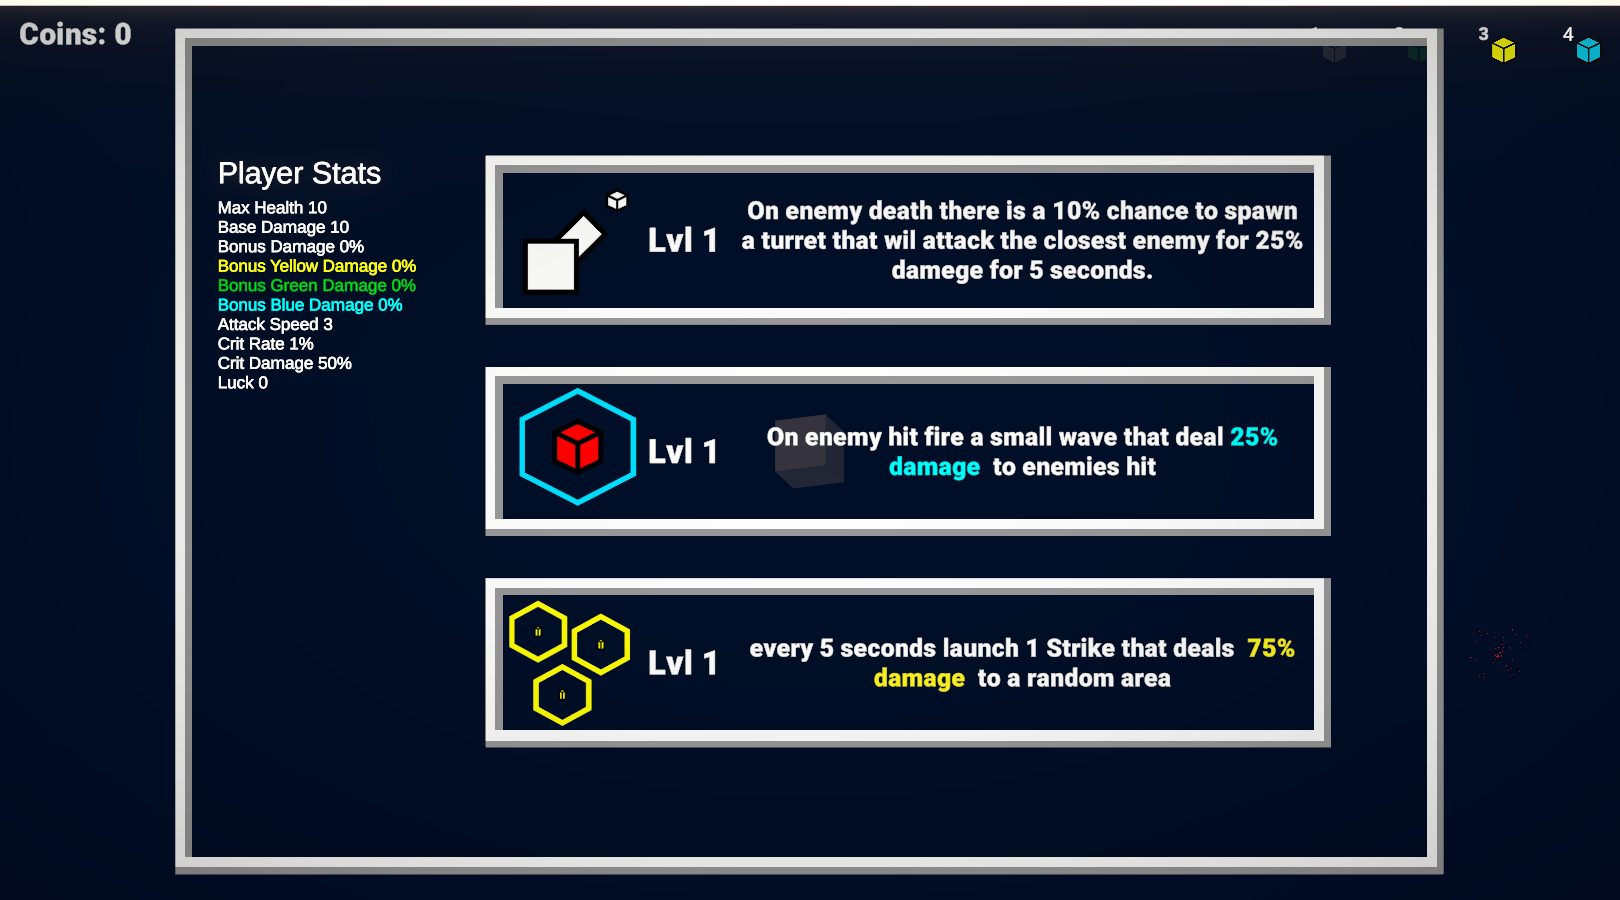 Coins: 0
3
4
Player Stats
Max Health 10
Base Damage 10
Bonus Damage 0%
Bonus Yellow Damage 0%
Bonus Green Damage 0%
Bonus Blue Damage 0%
Attack Speed 3
Crit Rate 1%
Crit Damage 50%
Luck 0
Lvl 1
On enemy death there is a 10% chance to spawn
a turret that wil attack the closest enemy for 25%
damege for 5 seconds.
Lvl 1
On enemy hit fire a small wave that deal 25%
damage to enemies hit
Lvl 1
every 5 seconds launch 1 Strike that deals 75%
damage to a random area